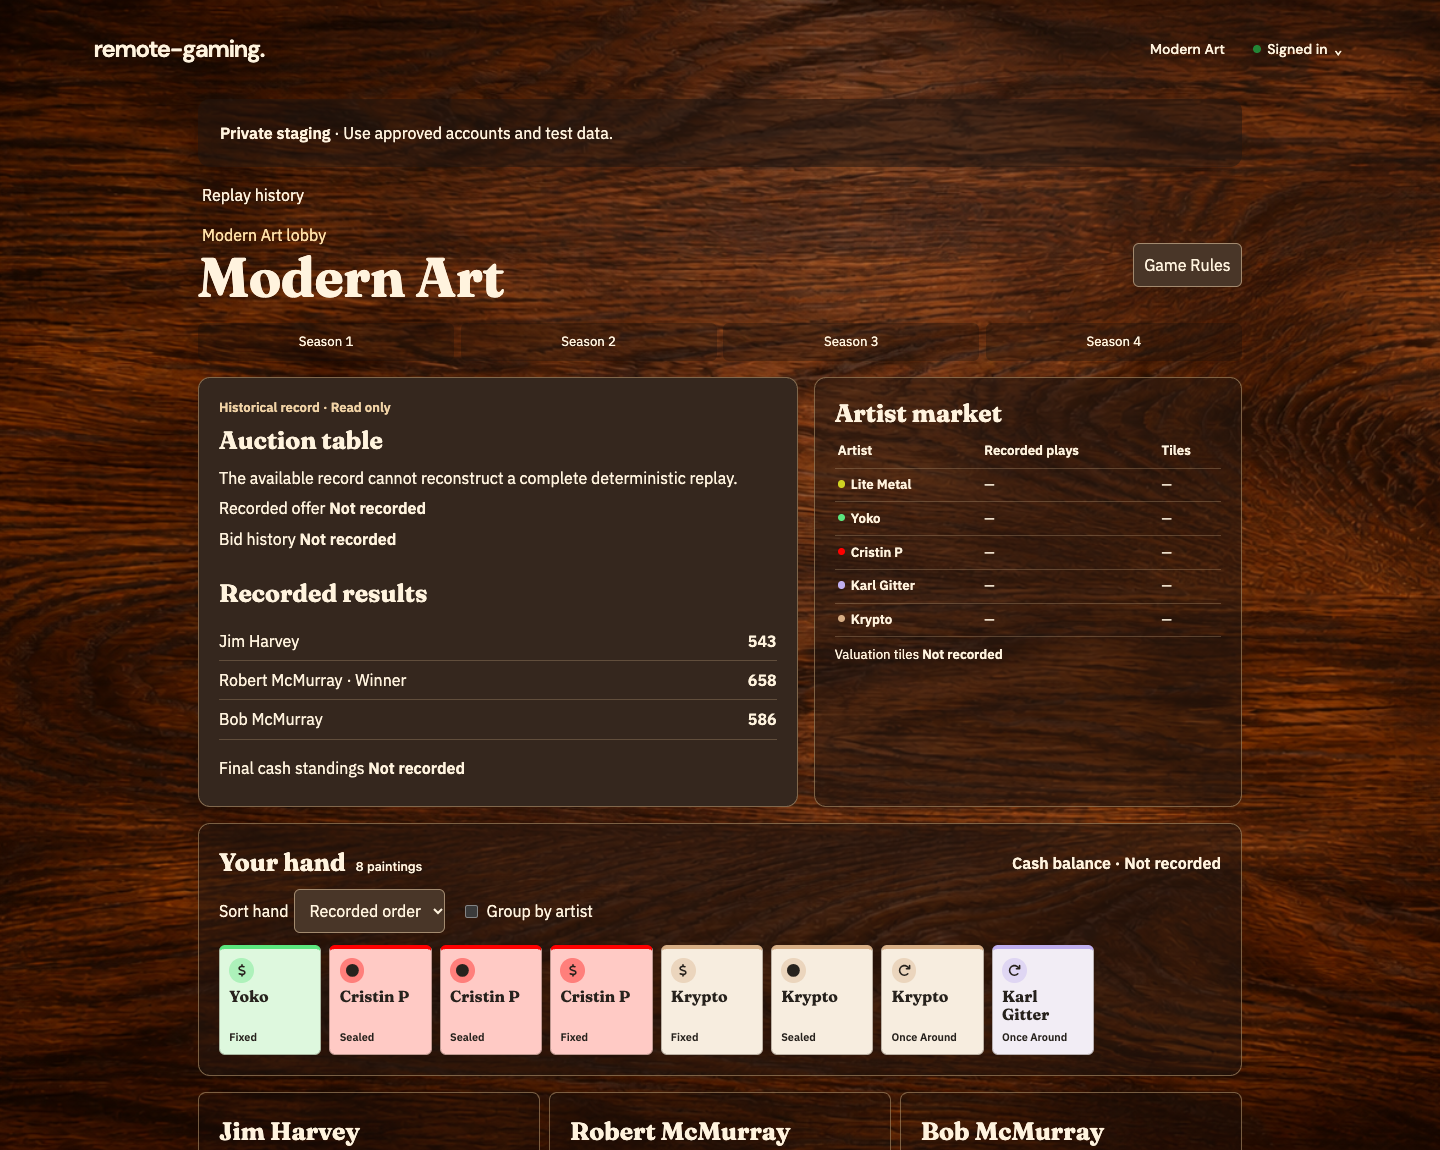 remote-gaming.
Modern Art
Signed in
Private staging · Use approved accounts and test data.
Replay history
Modern Art lobby
Modern Art
Game Rules
Season 1
Season 2
Season 3
Season 4
Historical record · Read only
Auction table
The available record cannot reconstruct a complete deterministic replay.
Recorded offer Not recorded
Bid history Not recorded
Recorded results
Jim Harvey 543
Robert McMurray · Winner 658
Bob McMurray 586
Final cash standings Not recorded
Artist market
Artist Recorded plays Tiles
Lite Metal — —
Yoko — —
Cristin P — —
Karl Gitter — —
Krypto — —
Valuation tiles Not recorded
Your hand 8 paintings
Cash balance · Not recorded
Sort hand Recorded order Group by artist
$
Yoko
Fixed
Cristin P
Sealed
Cristin P
Sealed
$
Cristin P
Fixed
$
Krypto
Fixed
Krypto
Sealed
Krypto
Once Around
Karl
Gitter
Once Around
Jim Harvey
Robert McMurray
Bob McMurray